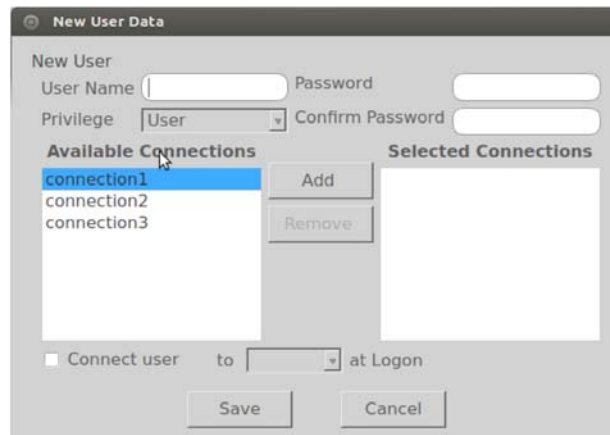 New User Data
New User
User Name Password
Privilege User Confirm Password
Available Connections Selected Connections
connection1 Add
connection2
connection3 Remove
Connect user to at Logon
Save Cancel